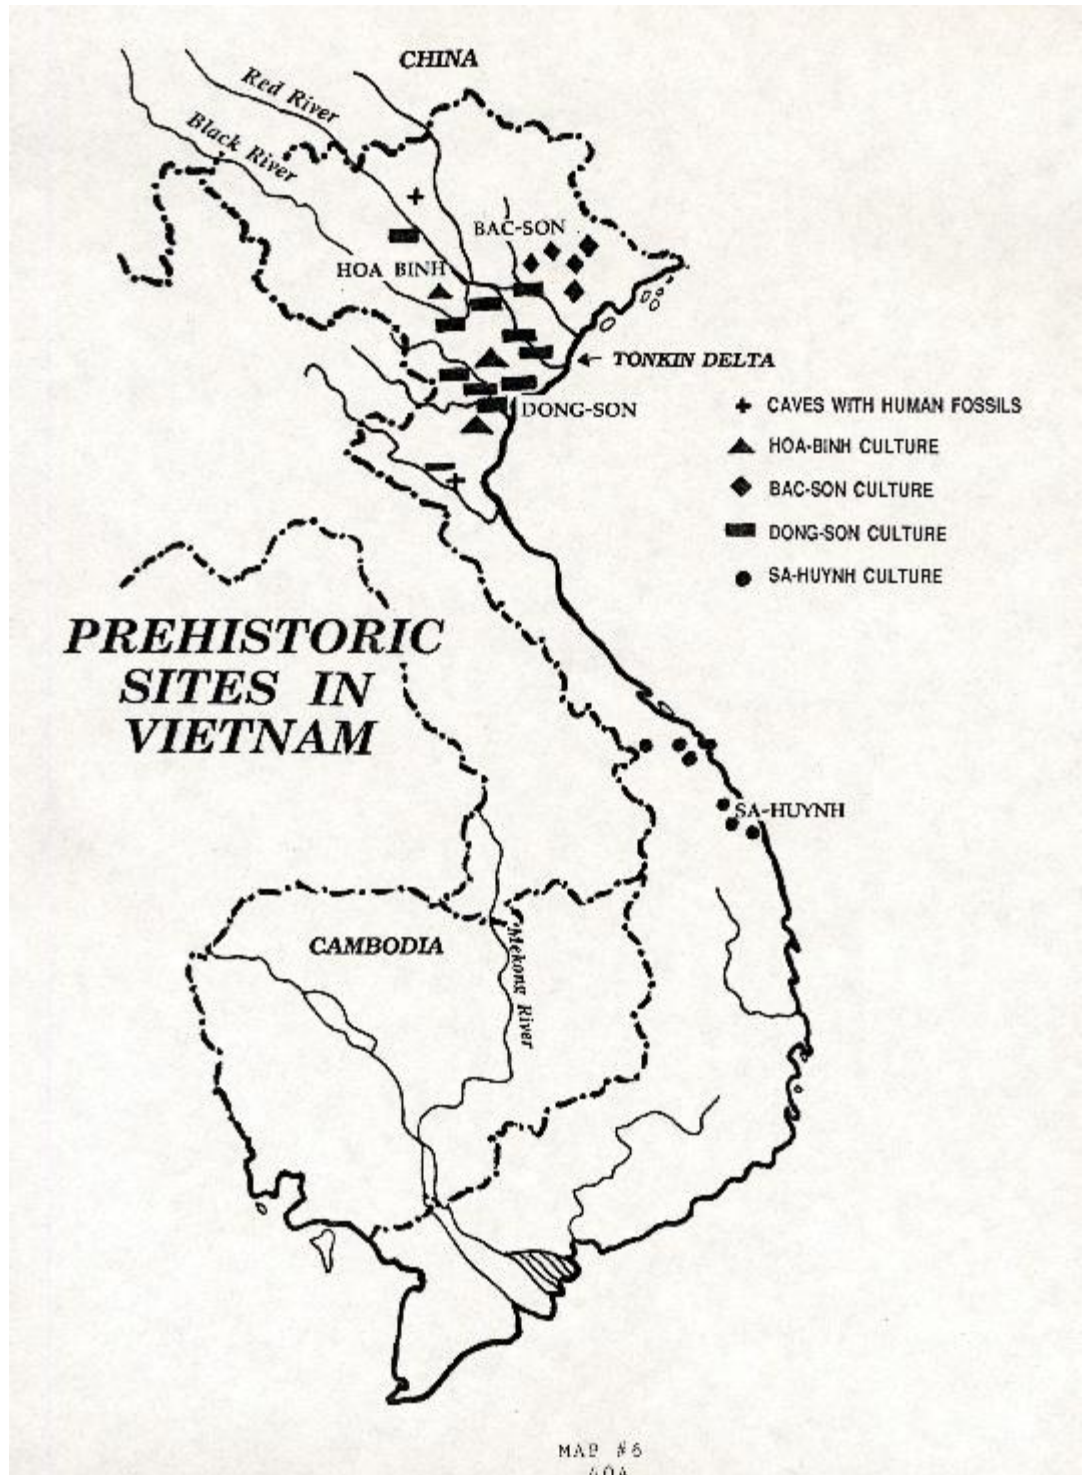 CHINA
Red River
Black River
BAC-SON
HOA BINH
TONKIN DELTA
DONG-SON
CAVES WITH HUMAN FOSSILS
HOA-BINH CULTURE
BAC-SON CULTURE
DONG-SON CULTURE
SA-HUYNH CULTURE
PREHISTORIC
SITES IN
VIETNAM
SA-HUYNH
CAMBODIA
Mekong River
MAP #6